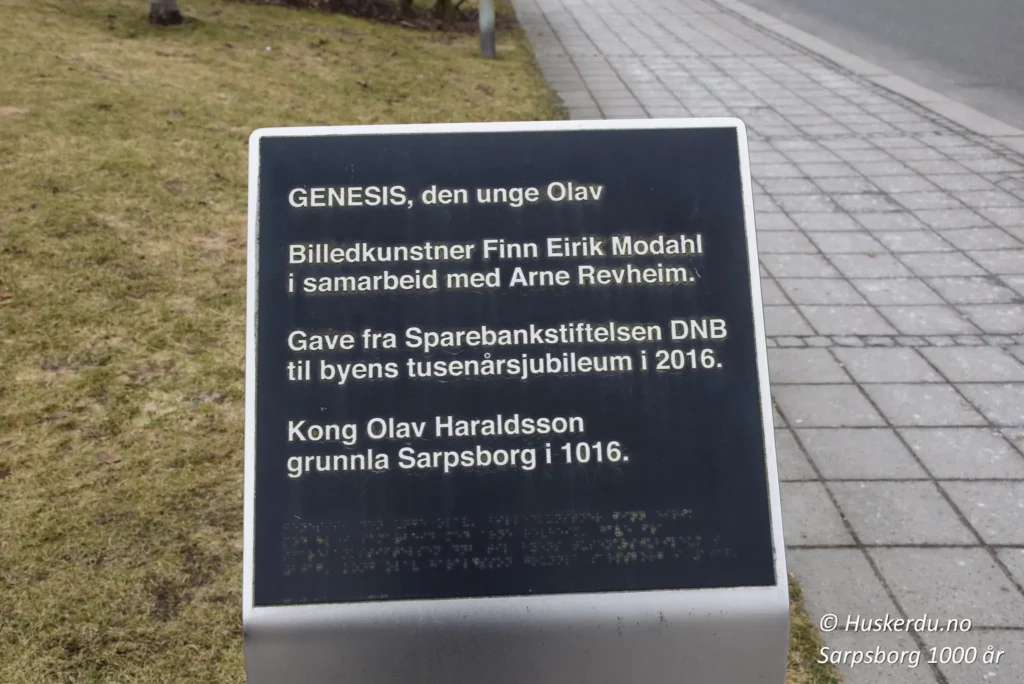 GENESIS, den unge Olav
Billedkunstner Finn Eirik Modahl
i samarbeid med Arne Revheim.
Gave fra Sparebankstiftelsen DNB
til byens tusenårsjubileum i 2016.
Kong Olav Haraldsson
grunnla Sarpsborg i 1016.
© Huskerdu.no
Sarpsborg 1000 år